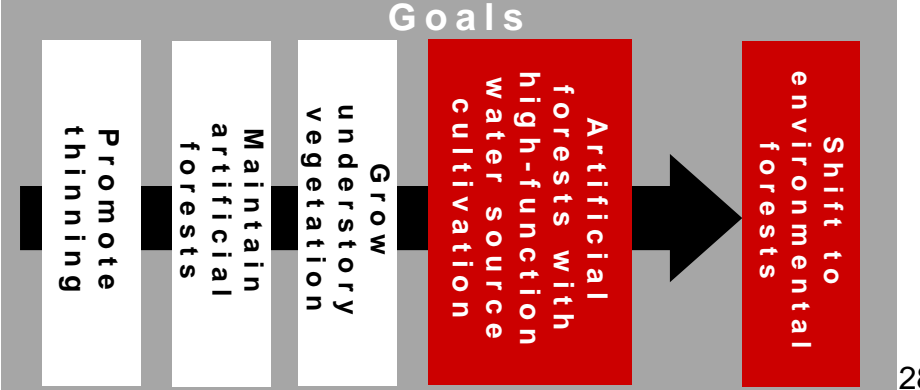 Goals
Promote
thinning
Maintain
artificial
forests
Grow
understory
vegetation
Artificial
forests with
high-function
water source
cultivation
Shift to
environmental
forests